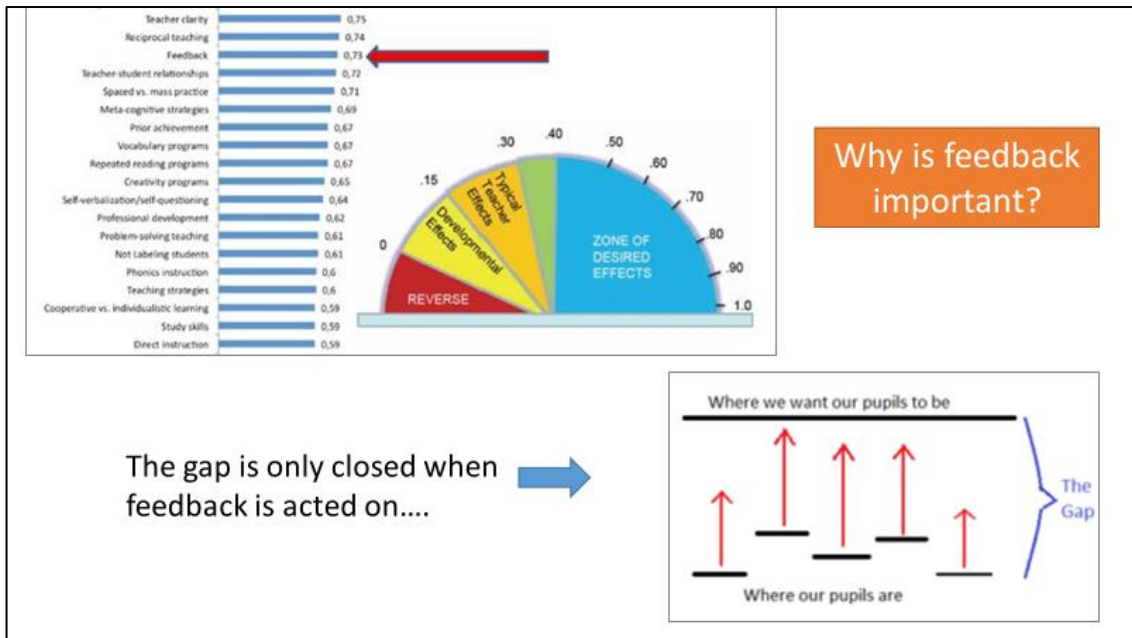 Teacher clarity 0,75
Reciprocal teaching 0,74
Feedback 0,73
Teacher-student relationships 0,72
Spaced vs. mass practice 0,71
Meta-cognitive strategies 0,69
Prior achievement 0,67
Vocabulary programs 0,67
Repeated reading programs 0,67
Creativity programs 0,65
Self-verbalization/self-questioning 0,64
Professional development 0,62
Problem-solving teaching 0,61
Not Labeling students 0,61
Phonics instruction 0,6
Teaching strategies 0,6
Cooperative vs. individualistic learning 0,59
Study skills 0,59
Direct Instruction 0,59
0
.15
.30
.40
.50
.60
.70
.80
.90
1.0
REVERSE
Developmental
Effects
Typical
Teacher
Effects
ZONE OF
DESIRED
EFFECTS
Why is feedback
important?
The gap is only closed when
feedback is acted on....
Where we want our pupils to be
The
Gap
Where our pupils are